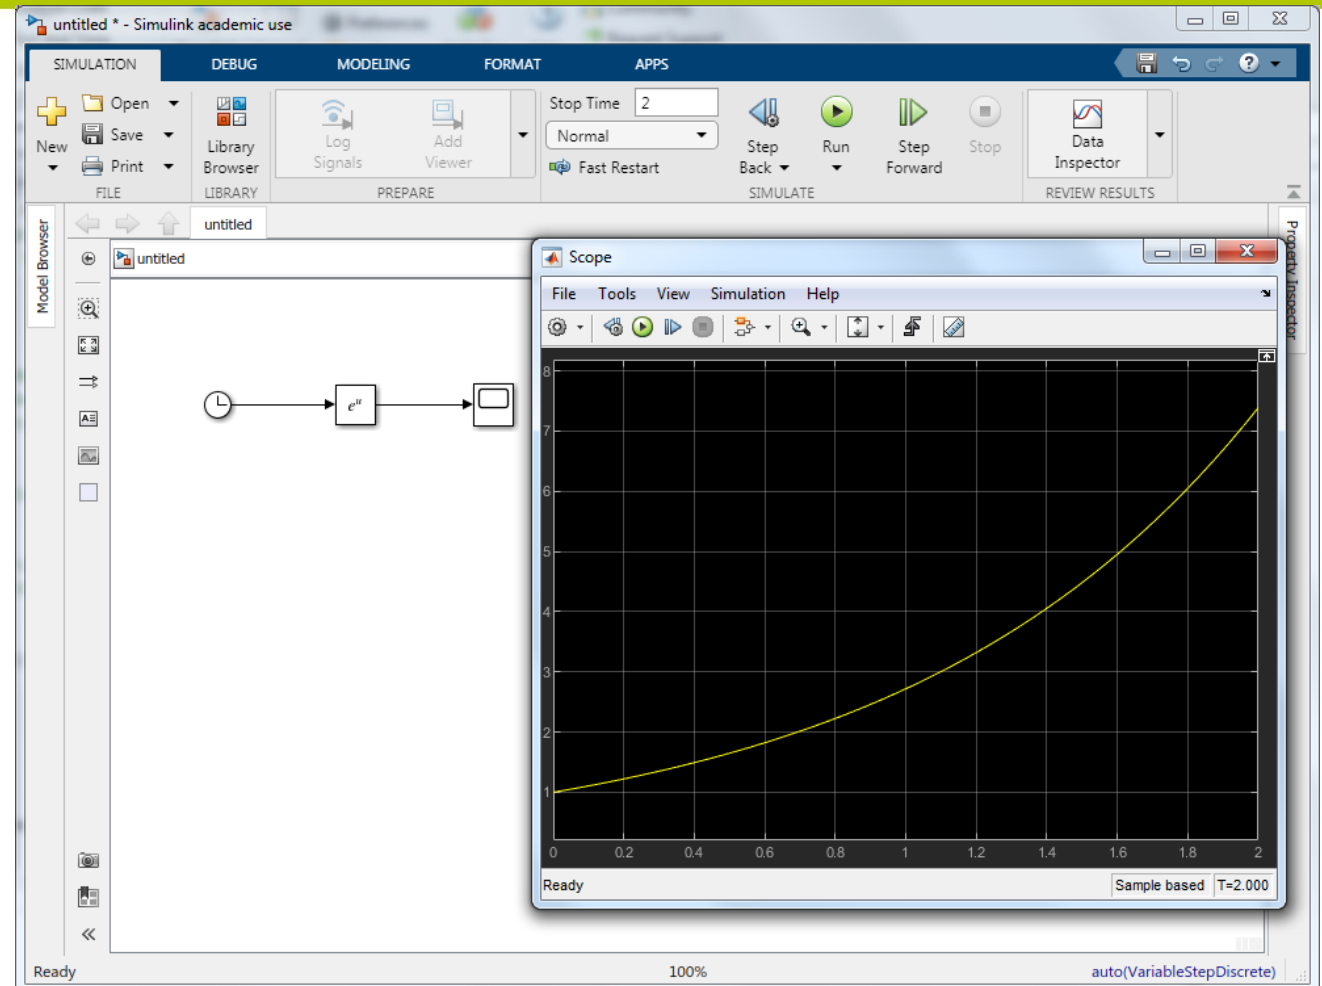 untitled * - Simulink academic use
SIMULATION DEBUG MODELING FORMAT APPS
New
Open
Save
Print
FILE
Library
Browser
LIBRARY
Log
Signals
Add
Viewer
PREPARE
Stop Time 2
Normal
Fast Restart
Step
Back
Run
Step
Forward
Stop
SIMULATE
Data
Inspector
REVIEW RESULTS
Model Browser
untitled
untitled
Property Inspector
e^u
Scope
File Tools View Simulation Help
8
7
6
5
4
3
2
1
0 0.2 0.4 0.6 0.8 1 1.2 1.4 1.6 1.8 2
Ready Sample based T=2.000
Ready 100% auto(VariableStepDiscrete)